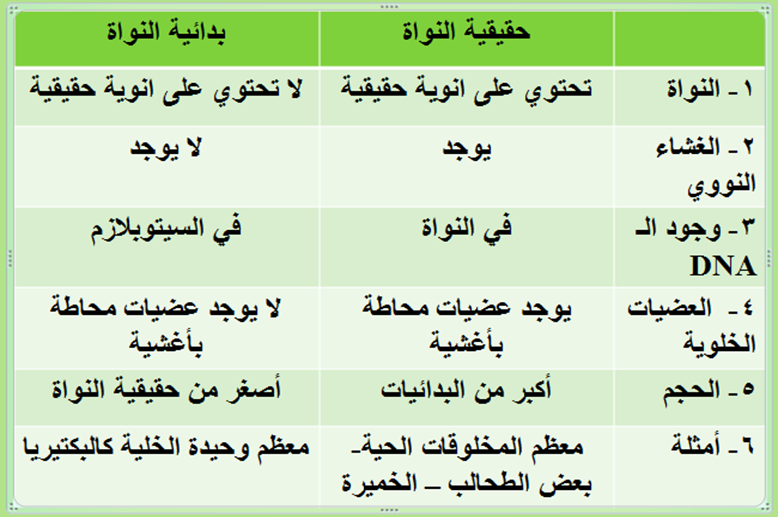 حقيقية النواة بدائية النواة
١- النواة تحتوي على انوية حقيقية لا تحتوي على انوية حقيقية
٢- الغشاء يوجد لا يوجد
النووي
٣- وجود الـ في النواة في السيتوبلازم
DNA
٤- العضيات يوجد عضيات محاطة لا يوجد عضيات محاطة
الخلوية بأغشية بأغشية
٥- الحجم أكبر من البدائيات أصغر من حقيقية النواة
٦- أمثلة معظم المخلوقات الحية- معظم وحيدة الخلية كالبكتيريا
بعض الطحالب – الخميرة